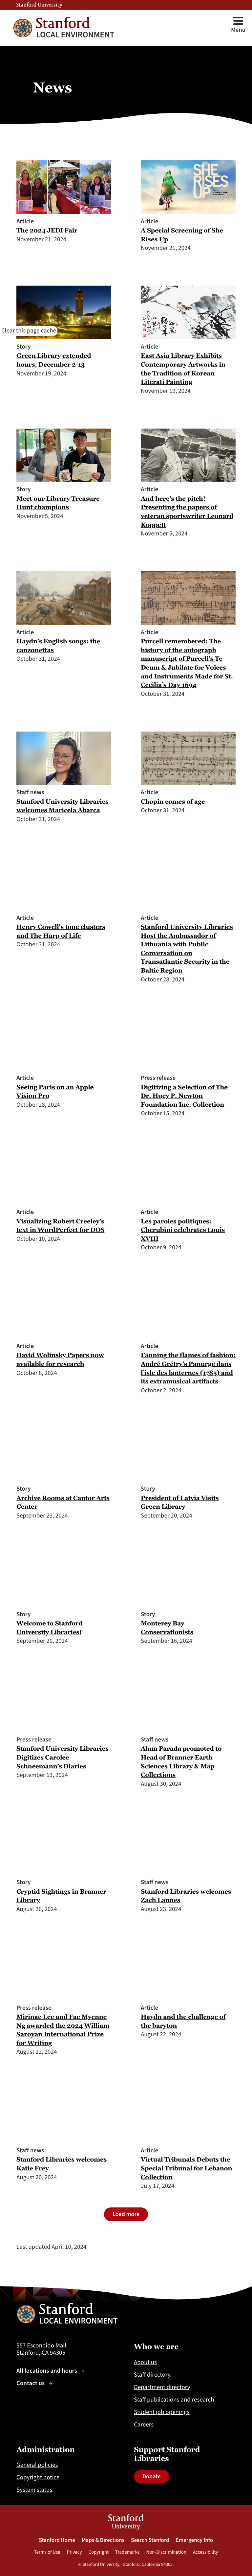 Stanford University
Stanford
LOCAL ENVIRONMENT
Menu
News
Article
The 2024 JEDI Fair
November 21, 2024
SHE RISES UP
Article
A Special Screening of She
Rises Up
November 21, 2024
Clear this page cache
Story
Green Library extended
hours, December 2-13
November 19, 2024
Article
East Asia Library Exhibits
Contemporary Artworks in
the Tradition of Korean
Literati Painting
November 19, 2024
Story
Meet our Library Treasure
Hunt champions
November 5, 2024
Article
And here's the pitch!
Presenting the papers of
veteran sportswriter Leonard
Koppett
November 5, 2024
Article
Haydn's English songs: the
canzonettas
October 31, 2024
Article
Purcell remembered: The
history of the autograph
manuscript of Purcell's Te
Deum & Jubilate for Voices
and Instruments Made for St.
Cecilia's Day 1694
October 31, 2024
Staff news
Stanford University Libraries
welcomes Maricela Abarca
October 31, 2024
Article
Chopin comes of age
October 31, 2024
Article
Henry Cowell's tone clusters
and The Harp of Life
October 31, 2024
Article
Stanford University Libraries
Host the Ambassador of
Lithuania with Public
Conversation on
Transatlantic Security in the
Baltic Region
October 28, 2024
Article
Seeing Paris on an Apple
Vision Pro
October 28, 2024
Press release
Digitizing a Selection of The
Dr. Huey P. Newton
Foundation Inc. Collection
October 15, 2024
Article
Visualizing Robert Creeley's
text in WordPerfect for DOS
October 10, 2024
Article
Les paroles politiques:
Cherubini celebrates Louis
XVIII
October 9, 2024
Article
David Wolinsky Papers now
available for research
October 8, 2024
Article
Fanning the flames of fashion:
André Grétry's Panurge dans
l'isle des lanternes (1785) and
its extramusical artifacts
October 2, 2024
Story
Archive Rooms at Cantor Arts
Center
September 23, 2024
Story
President of Latvia Visits
Green Library
September 20, 2024
Story
Welcome to Stanford
University Libraries!
September 20, 2024
Story
Monterey Bay
Conservationists
September 16, 2024
Press release
Stanford University Libraries
Digitizes Carolee
Schneemann's Diaries
September 13, 2024
Staff news
Alma Parada promoted to
Head of Branner Earth
Sciences Library & Map
Collections
August 30, 2024
Story
Cryptid Sightings in Branner
Library
August 26, 2024
Staff news
Stanford Libraries welcomes
Zach Lannes
August 23, 2024
Press release
Mirinae Lee and Fae Myenne
Ng awarded the 2024 William
Saroyan International Prize
for Writing
August 22, 2024
Article
Haydn and the challenge of
the baryton
August 22, 2024
Staff news
Stanford Libraries welcomes
Katie Frey
August 20, 2024
Article
Virtual Tribunals Debuts the
Special Tribunal for Lebanon
Collection
July 17, 2024
Load more
Last updated April 10, 2024
Stanford
LOCAL ENVIRONMENT
557 Escondido Mall
Stanford, CA 94305
All locations and hours →
Contact us →
Who we are
About us
Staff directory
Department directory
Staff publications and research
Student job openings
Careers
Administration
General policies
Copyright notice
System status
Support Stanford
Libraries
Donate
Stanford
University
Stanford Home Maps & Directions Search Stanford Emergency Info
Terms of Use Privacy Copyright Trademarks Non-Discrimination Accessibility
© Stanford University. Stanford, California 94305.